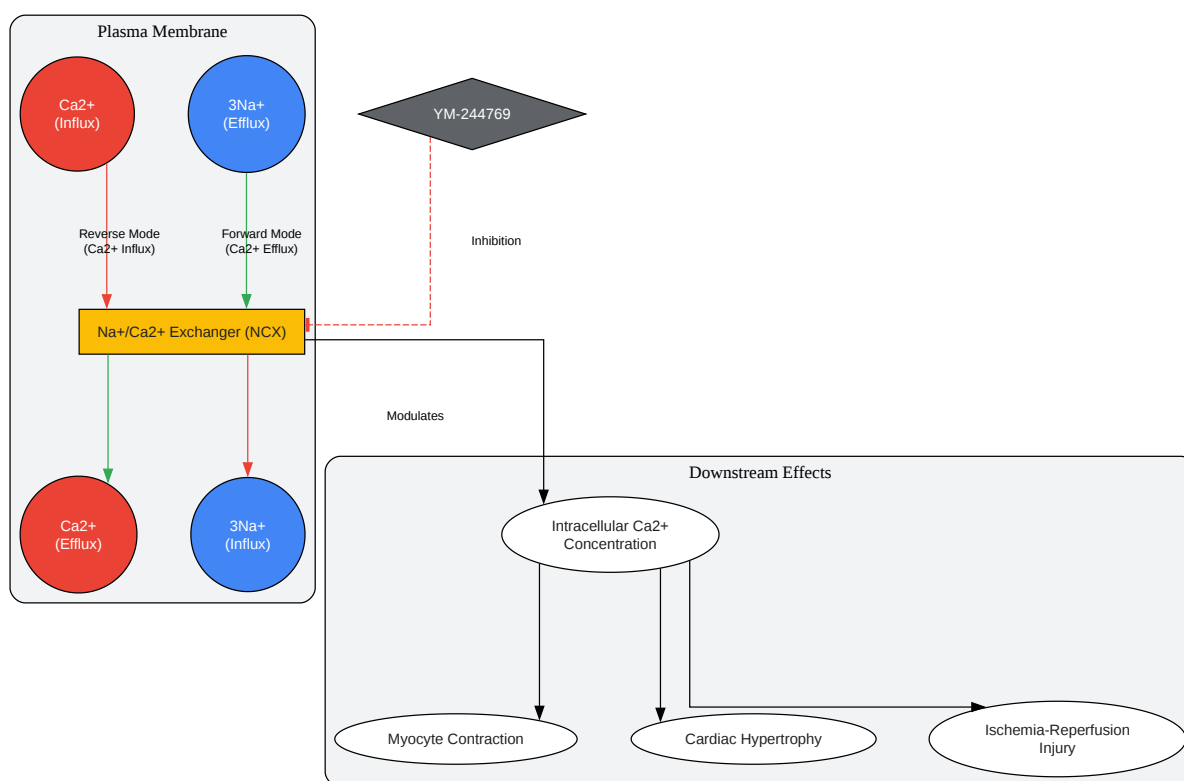 Plasma Membrane
Ca2+
(Influx)
3Na+
(Efflux)
YM-244769
Reverse Mode
(Ca2+ Influx)
Forward Mode
(Ca2+ Efflux)
Inhibition
Na+/Ca2+ Exchanger (NCX)
Modulates
Downstream Effects
Ca2+
(Efflux)
3Na+
(Influx)
Intracellular Ca2+
Concentration
Myocyte Contraction
Cardiac Hypertrophy
Ischemia-Reperfusion
Injury